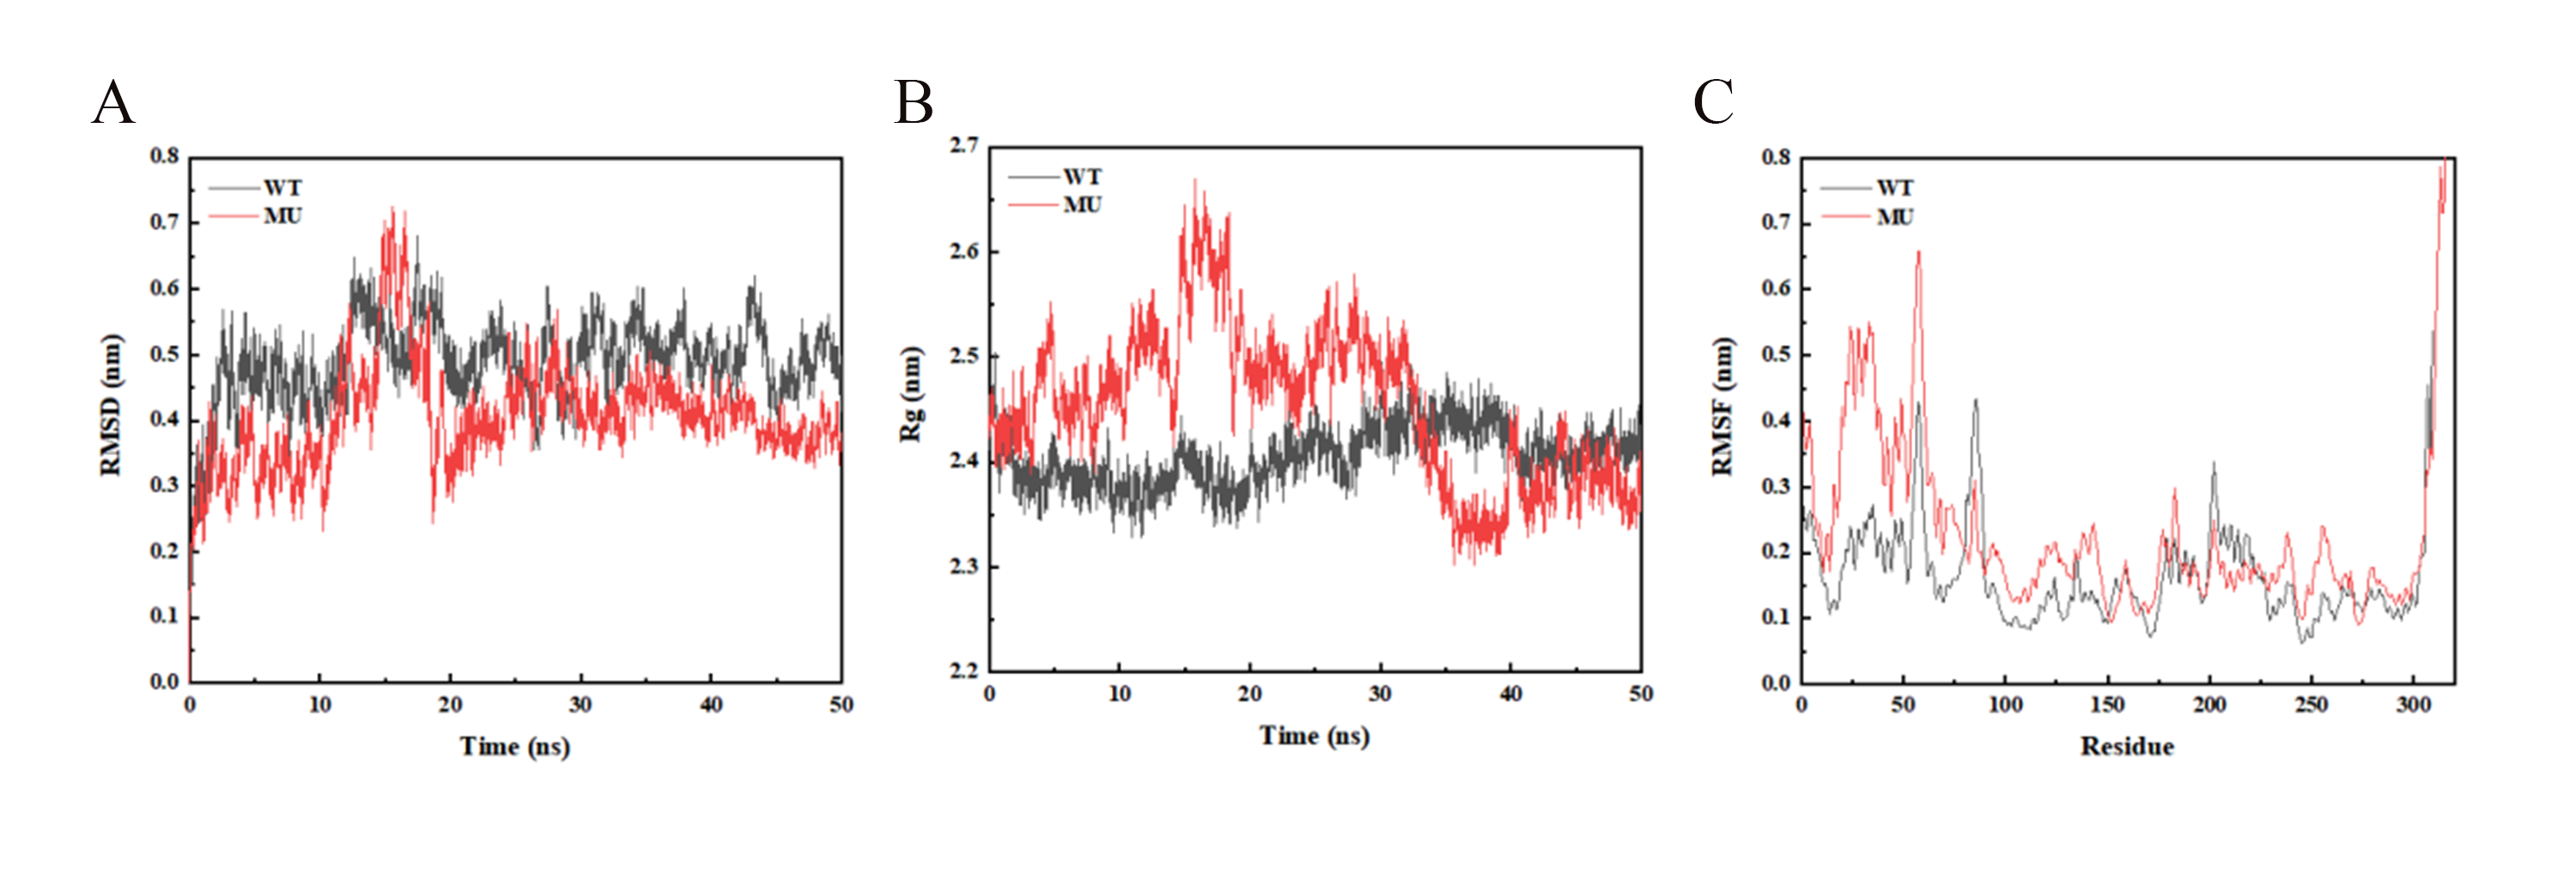 A
B
C
0.8
0.7
0.6
0.5
0.4
0.3
0.2
0.1
0.0
RMSD (nm)
WT
MU
0 10 20 30 40 50
Time (ns)
2.7
2.6
2.5
2.4
2.3
2.2
Rg (nm)
WT
MU
0 10 20 30 40 50
Time (ns)
0.8
0.7
0.6
0.5
0.4
0.3
0.2
0.1
0.0
RMSF (nm)
WT
MU
0 50 100 150 200 250 300
Residue